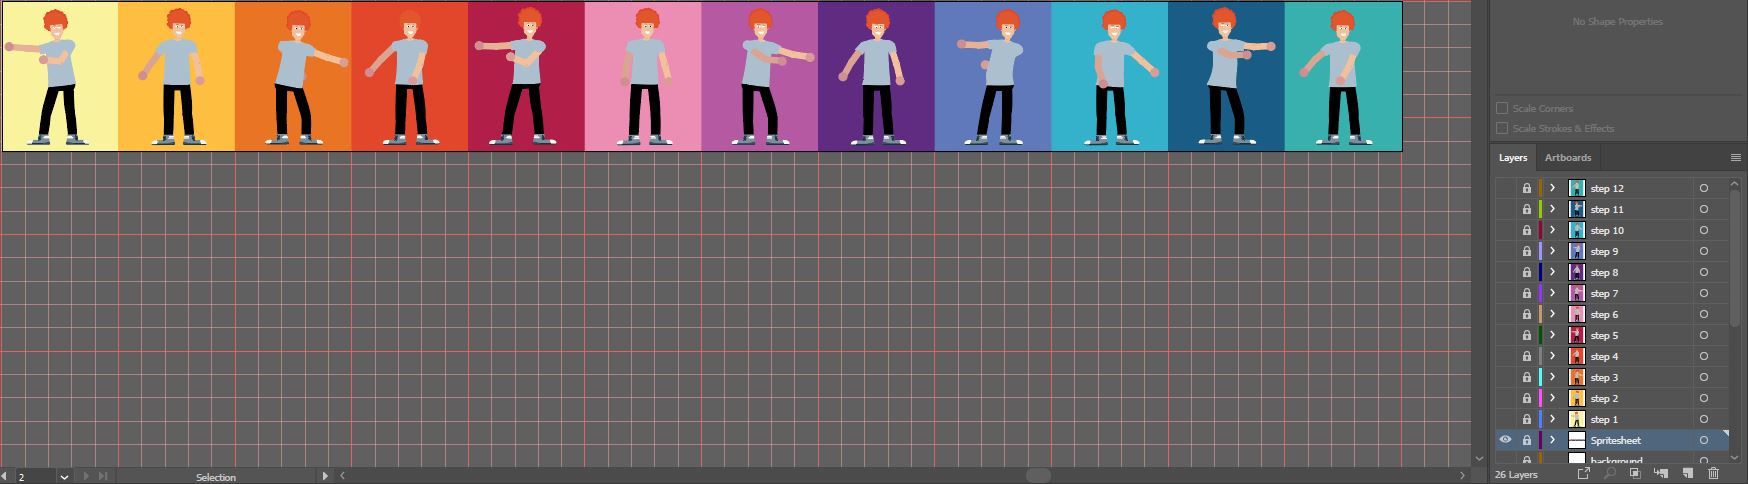 No Shape Properties
Scale Corners
Scale Strokes & Effects
Layers Artboards
step 12
step 11
step 10
step 9
step 8
step 7
step 6
step 5
step 4
step 3
step 2
step 1
Spritesheet
background
26 Layers
2 Selection